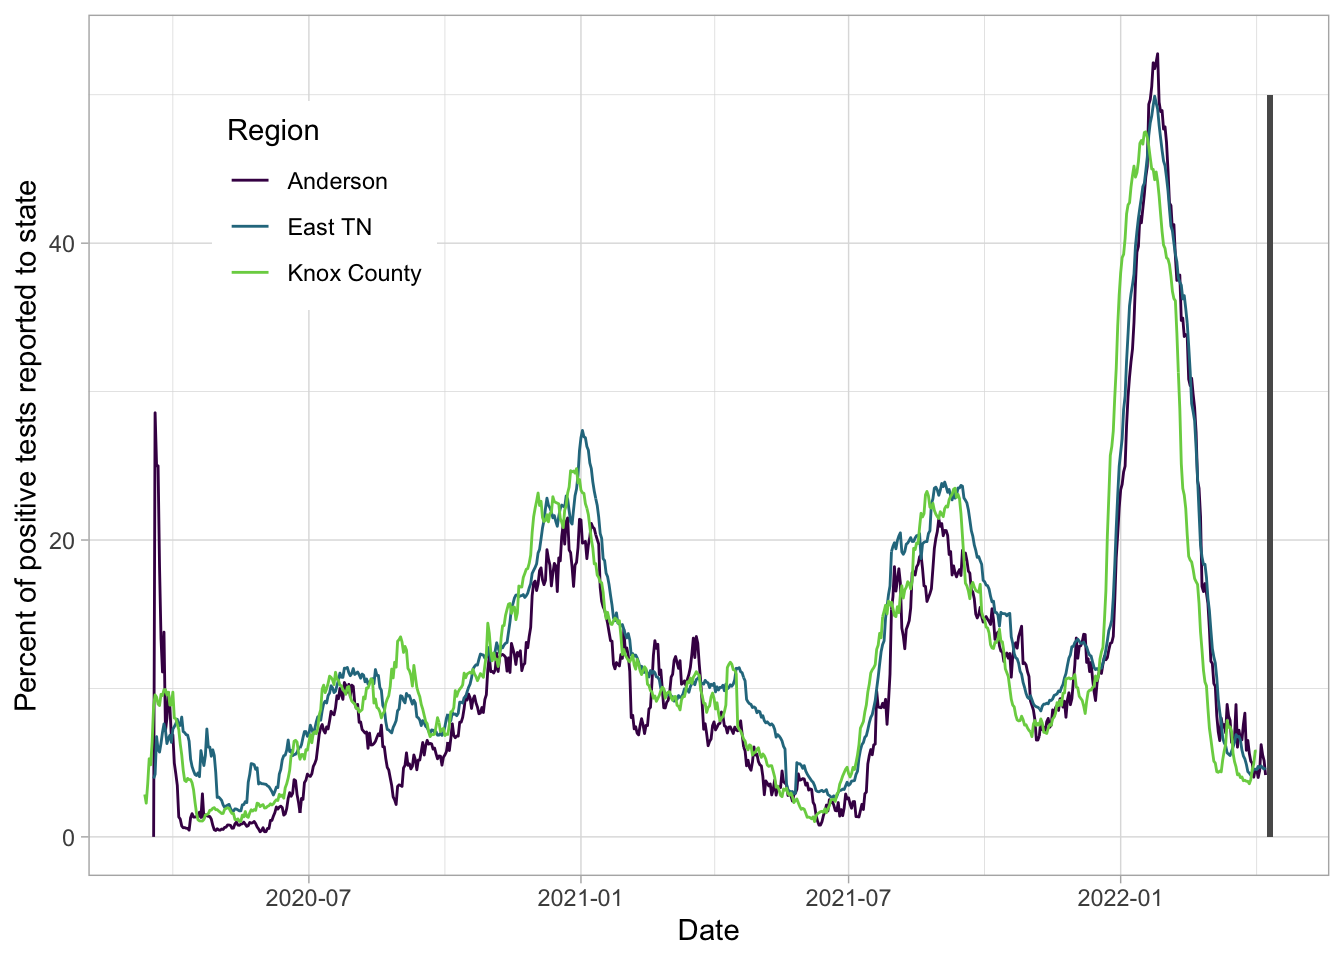 Region
Anderson
East TN
Knox County
Percent of positive tests reported to state
40
20
0
2020-07
2021-01
2021-07
2022-01
Date